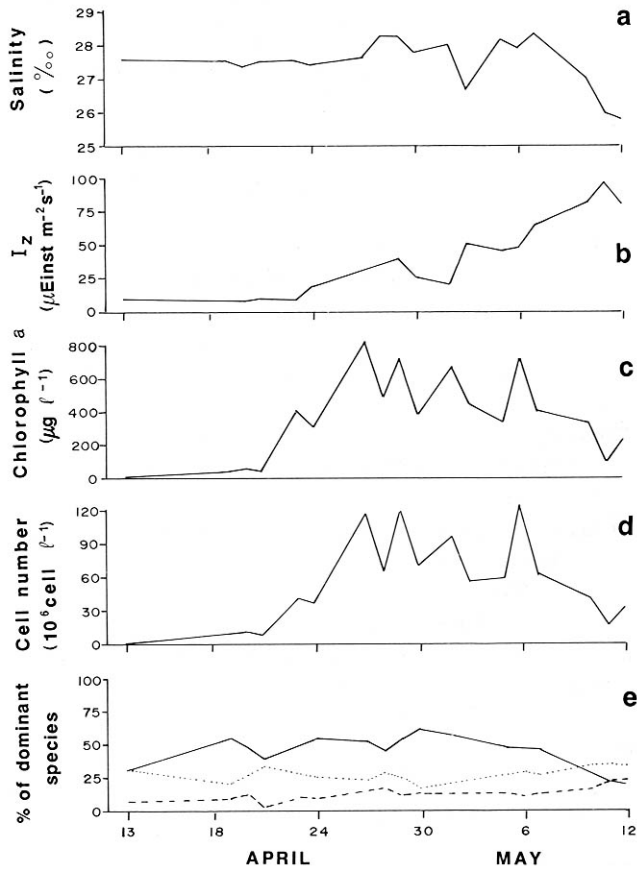 a
Salinity
( ‰ )
29
28
27
26
25
b
I z
(μEinst m⁻² s⁻¹)
100
75
50
25
0
c
Chlorophyll a
(μg ℓ⁻¹)
800
600
400
200
0
d
Cell number
(10⁶cell ℓ⁻¹)
120
90
60
30
0
e
% of dominant
species
100
75
50
25
0
13 18 24 30 6 12
APRIL MAY